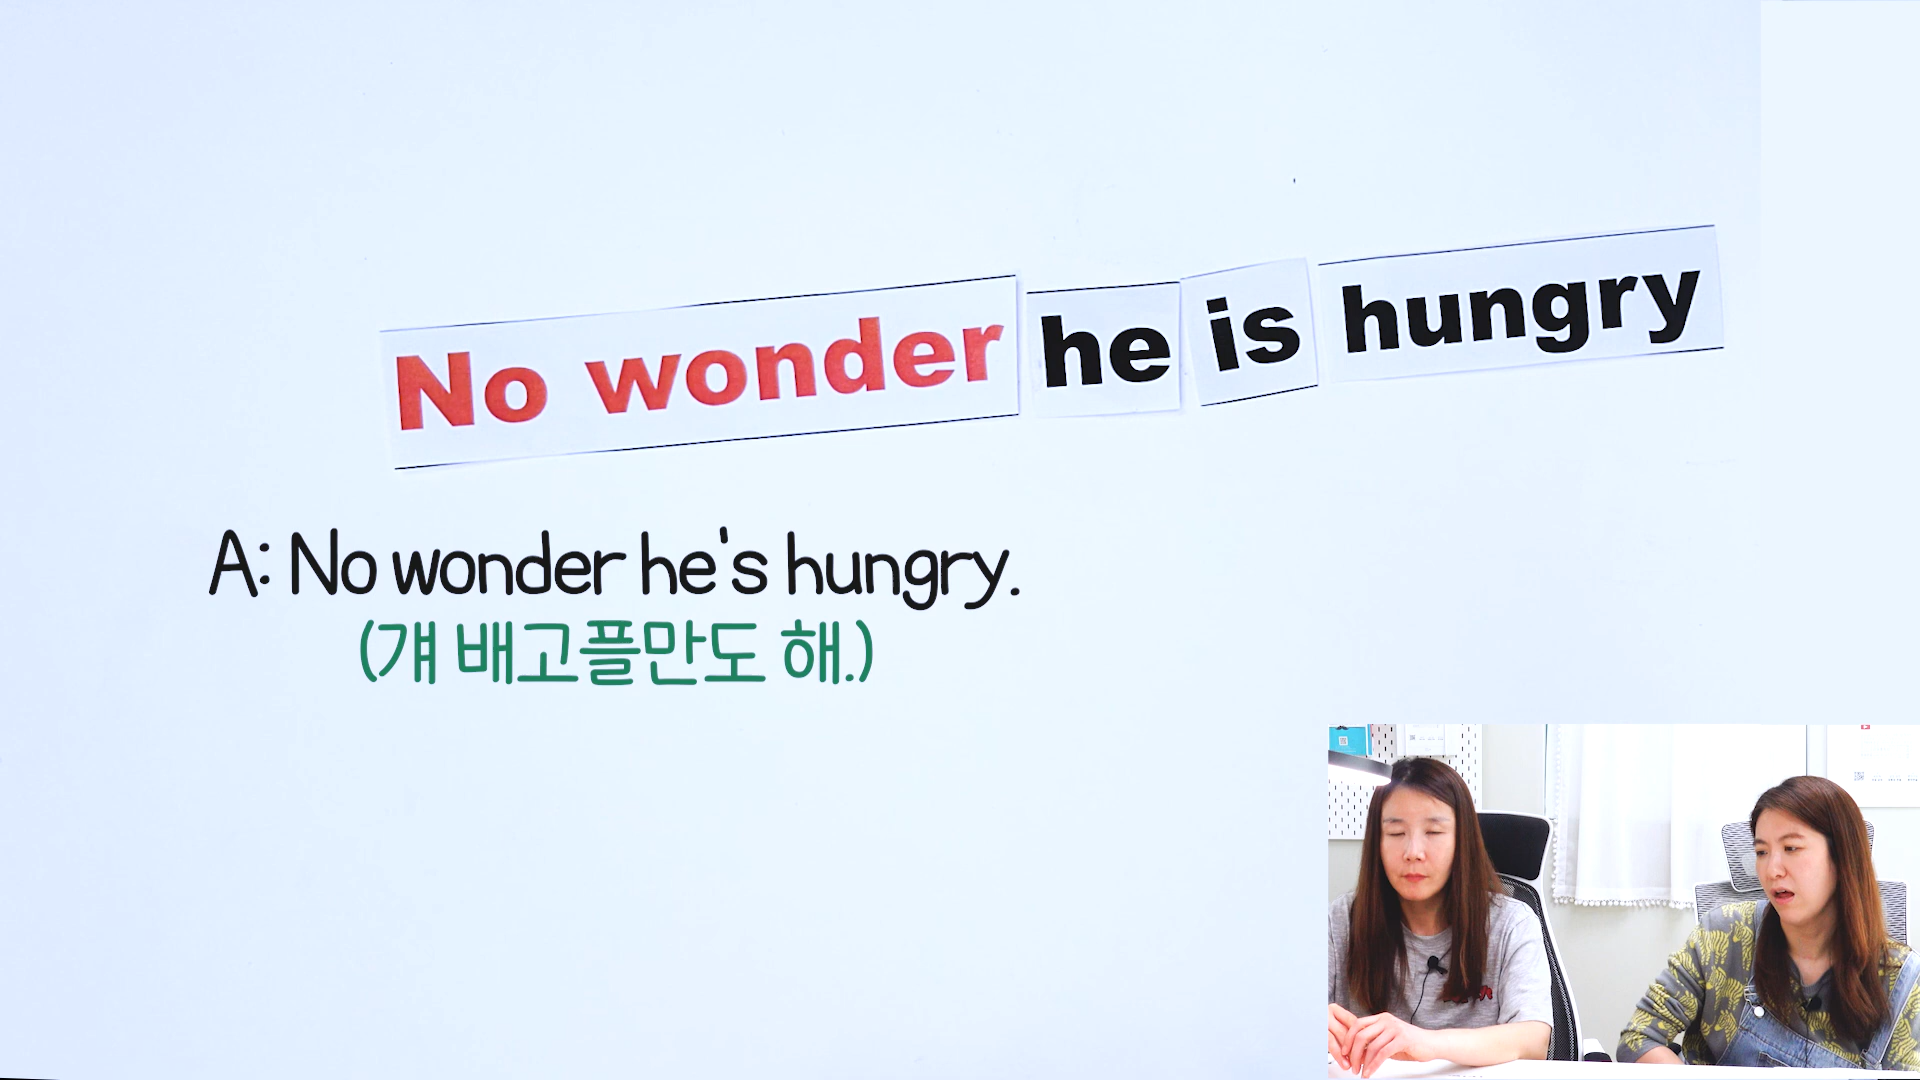 No wonder he is hungry
A: No wonder he's hungry.
(걔 배고플만도 해.)